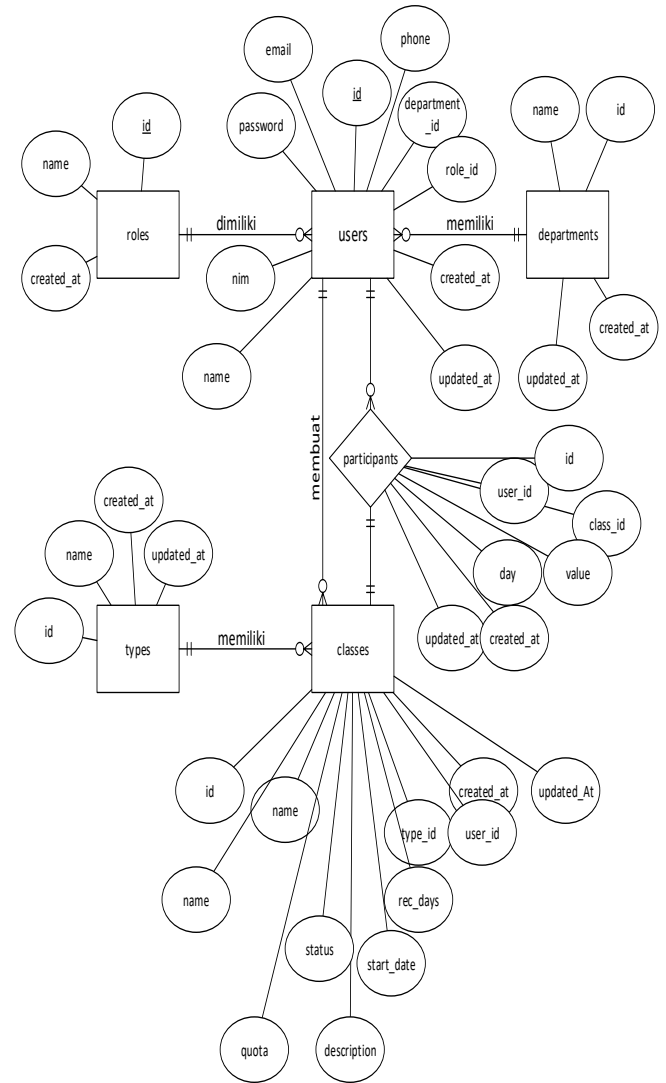 phone
email
id
department
_id
name
id
password
id
role_id
name
roles
dimiliki
users
memiliki
departments
created_at
nim
created_at
created_at
name
updated_at
updated_at
membuat
participants
id
user_id
class_id
created_at
name
updated_at
day
value
id
types
memiliki
classes
updated_at
created_at
id
name
created_at
updated_At
type_id
user_id
name
rec_days
status
start_date
quota
description